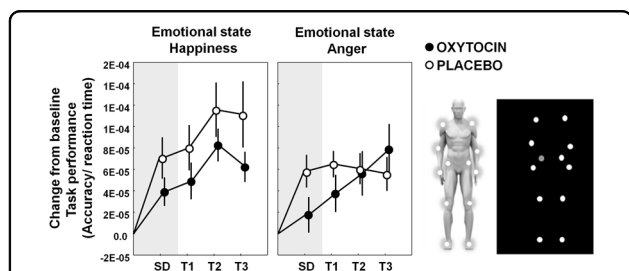 Emotional state
Happiness
Emotional state
Anger
OXYTOCIN
PLACEBO
Change from baseline
Task performance
(Accuracy/ reaction time)
2E-04
1E-04
1E-04
1E-04
8E-05
6E-05
4E-05
2E-05
0.0
-2E-05
SD T1 T2 T3
SD T1 T2 T3